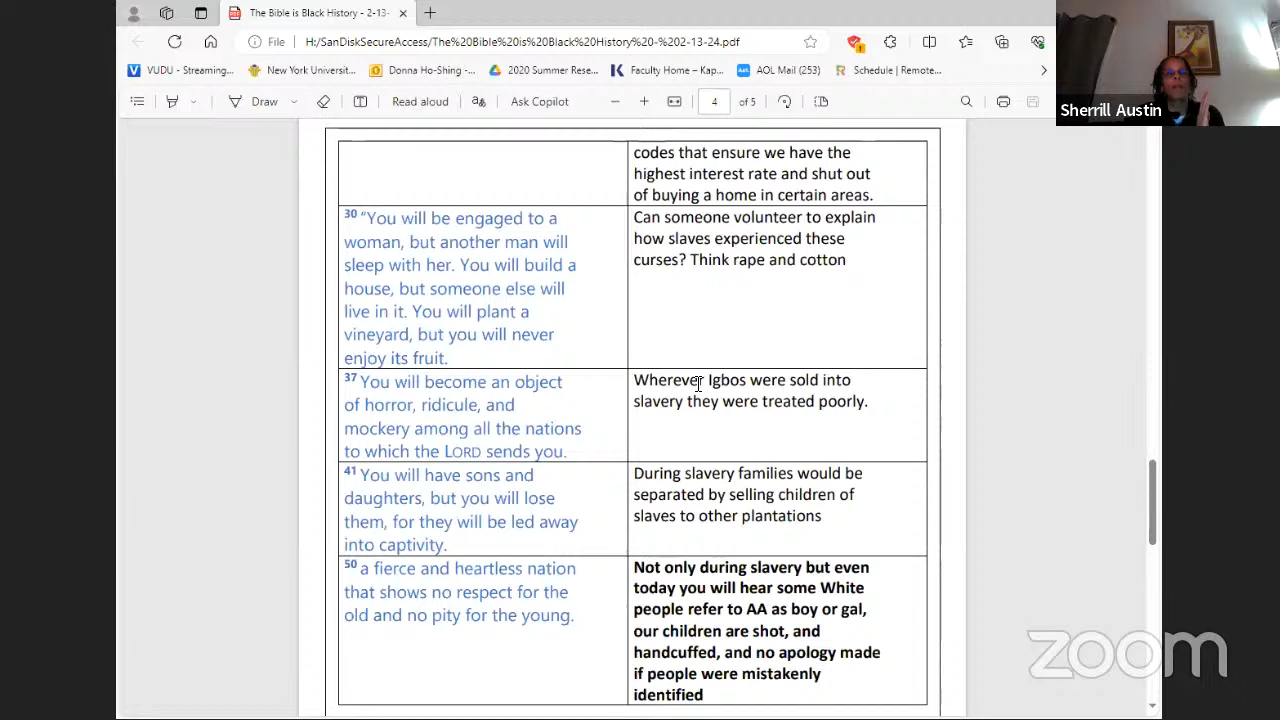 The Bible is Black History - 2-13-
File
H:/SanDiskSecureAccess/The%20Bible%20is%20Black%20History%20-%202-13-24.pdf
VUDU - Streaming...
New York Universit...
Donna Ho-Shing -...
2020 Summer Rese...
Faculty Home – Kap...
AOL Mail (253)
Schedule | Remote...
Draw
Read aloud
Ask Copilot
4
of 5
Sherrill Austin
codes that ensure we have the
highest interest rate and shut out
of buying a home in certain areas.
30 “You will be engaged to a
woman, but another man will
sleep with her. You will build a
house, but someone else will
live in it. You will plant a
vineyard, but you will never
enjoy its fruit.
Can someone volunteer to explain
how slaves experienced these
curses? Think rape and cotton
37 You will become an object
of horror, ridicule, and
mockery among all the nations
to which the LORD sends you.
Wherever Igbos were sold into
slavery they were treated poorly.
41 You will have sons and
daughters, but you will lose
them, for they will be led away
into captivity.
During slavery families would be
separated by selling children of
slaves to other plantations
50 a fierce and heartless nation
that shows no respect for the
old and no pity for the young.
Not only during slavery but even
today you will hear some White
people refer to AA as boy or gal,
our children are shot, and
handcuffed, and no apology made
if people were mistakenly
identified
zoom